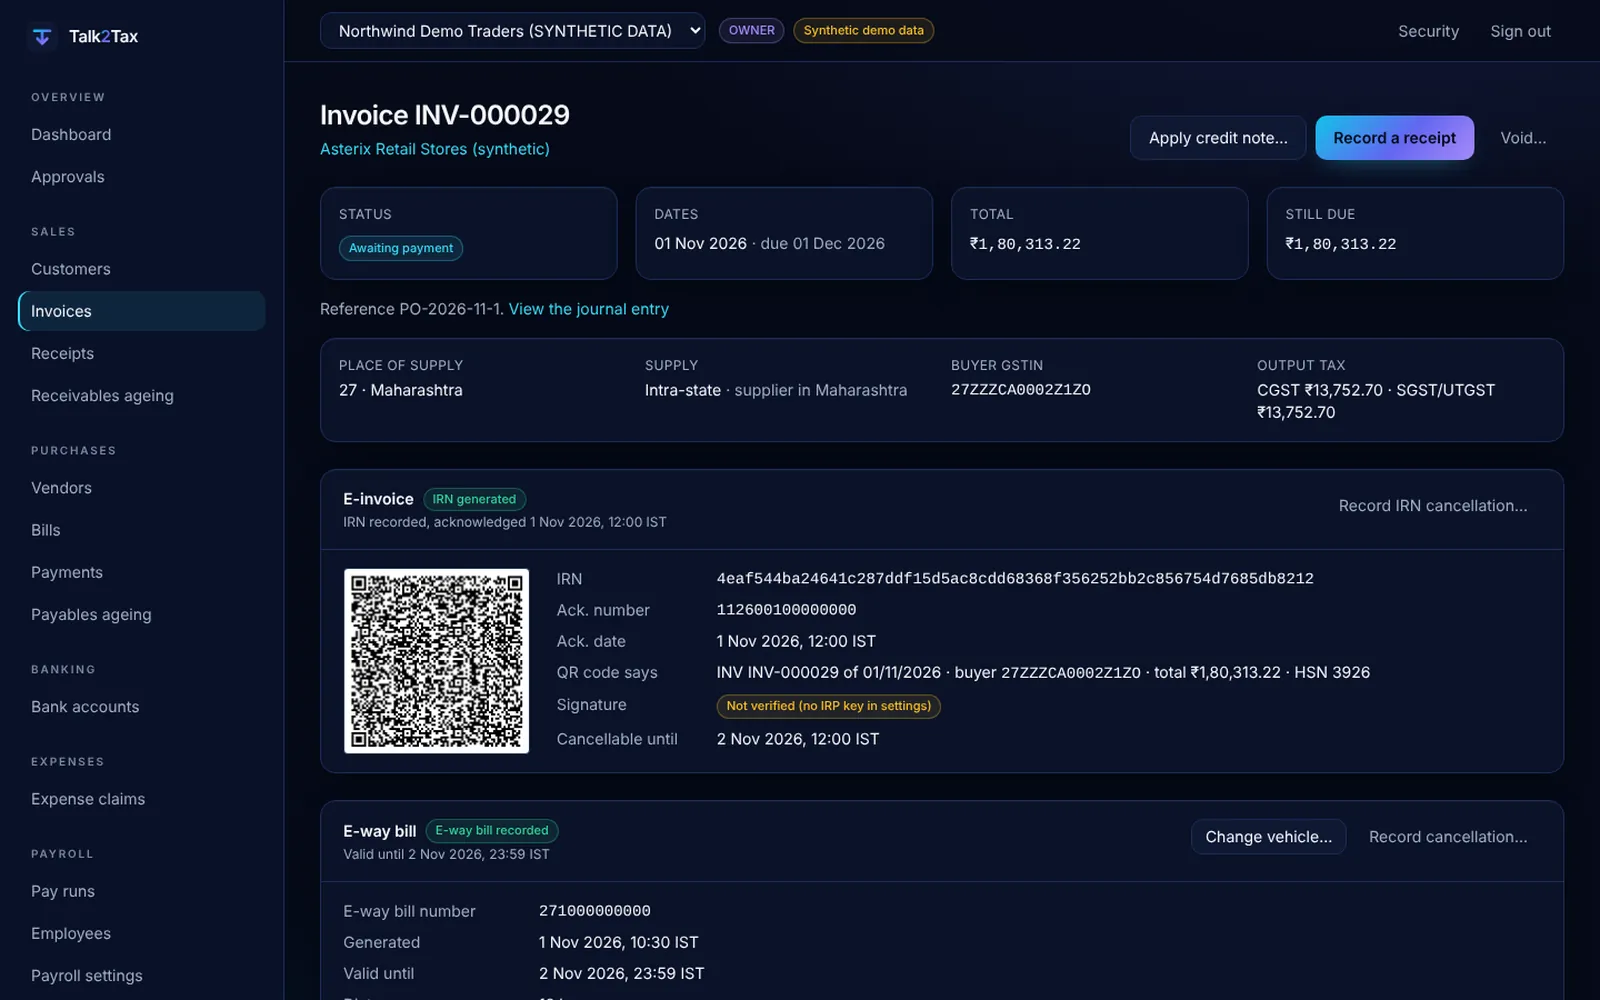 Talk2Tax
OVERVIEW
Dashboard
Approvals
SALES
Customers
Invoices
Receipts
Receivables ageing
PURCHASES
Vendors
Bills
Payments
Payables ageing
BANKING
Bank accounts
EXPENSES
Expense claims
PAYROLL
Pay runs
Employees
Payroll settings
Northwind Demo Traders (SYNTHETIC DATA)
OWNER
Synthetic demo data
Security
Sign out
Invoice INV-000029
Asterix Retail Stores (synthetic)
Apply credit note...
Record a receipt
Void...
STATUS
Awaiting payment
DATES
01 Nov 2026 · due 01 Dec 2026
TOTAL
₹1,80,313.22
STILL DUE
₹1,80,313.22
Reference PO-2026-11-1. View the journal entry
PLACE OF SUPPLY
27 · Maharashtra
SUPPLY
Intra-state · supplier in Maharashtra
BUYER GSTIN
27ZZZCA0002Z1ZO
OUTPUT TAX
CGST ₹13,752.70 · SGST/UTGST
₹13,752.70
E-invoice IRN generated
IRN recorded, acknowledged 1 Nov 2026, 12:00 IST
Record IRN cancellation...
IRN 4eaf544ba24641c287ddf15d5ac8cdd68368f356252bb2c856754d7685db8212
Ack. number 112600100000000
Ack. date 1 Nov 2026, 12:00 IST
QR code says INV INV-000029 of 01/11/2026 · buyer 27ZZZCA0002Z1ZO · total ₹1,80,313.22 · HSN 3926
Signature Not verified (no IRP key in settings)
Cancellable until 2 Nov 2026, 12:00 IST
E-way bill E-way bill recorded
Valid until 2 Nov 2026, 23:59 IST
Change vehicle...
Record cancellation...
E-way bill number 271000000000
Generated 1 Nov 2026, 10:30 IST
Valid until 2 Nov 2026, 23:59 IST